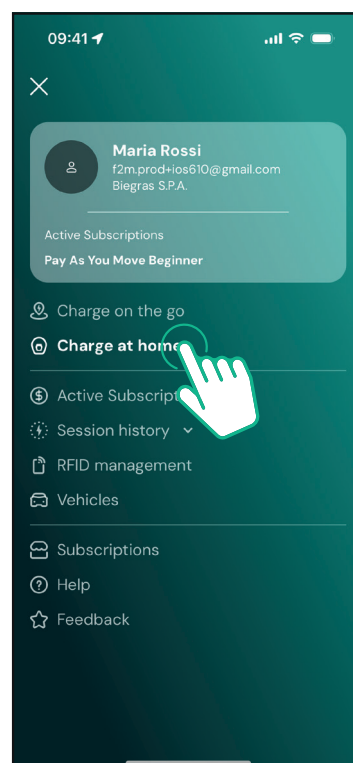 09:41
Maria Rossi
f2m.prod+ios610@gmail.com
Biegras S.P.A.
Active Subscriptions
Pay As You Move Beginner
Charge on the go
Charge at home
Active Subscript
Session history
RFID management
Vehicles
Subscriptions
Help
Feedback